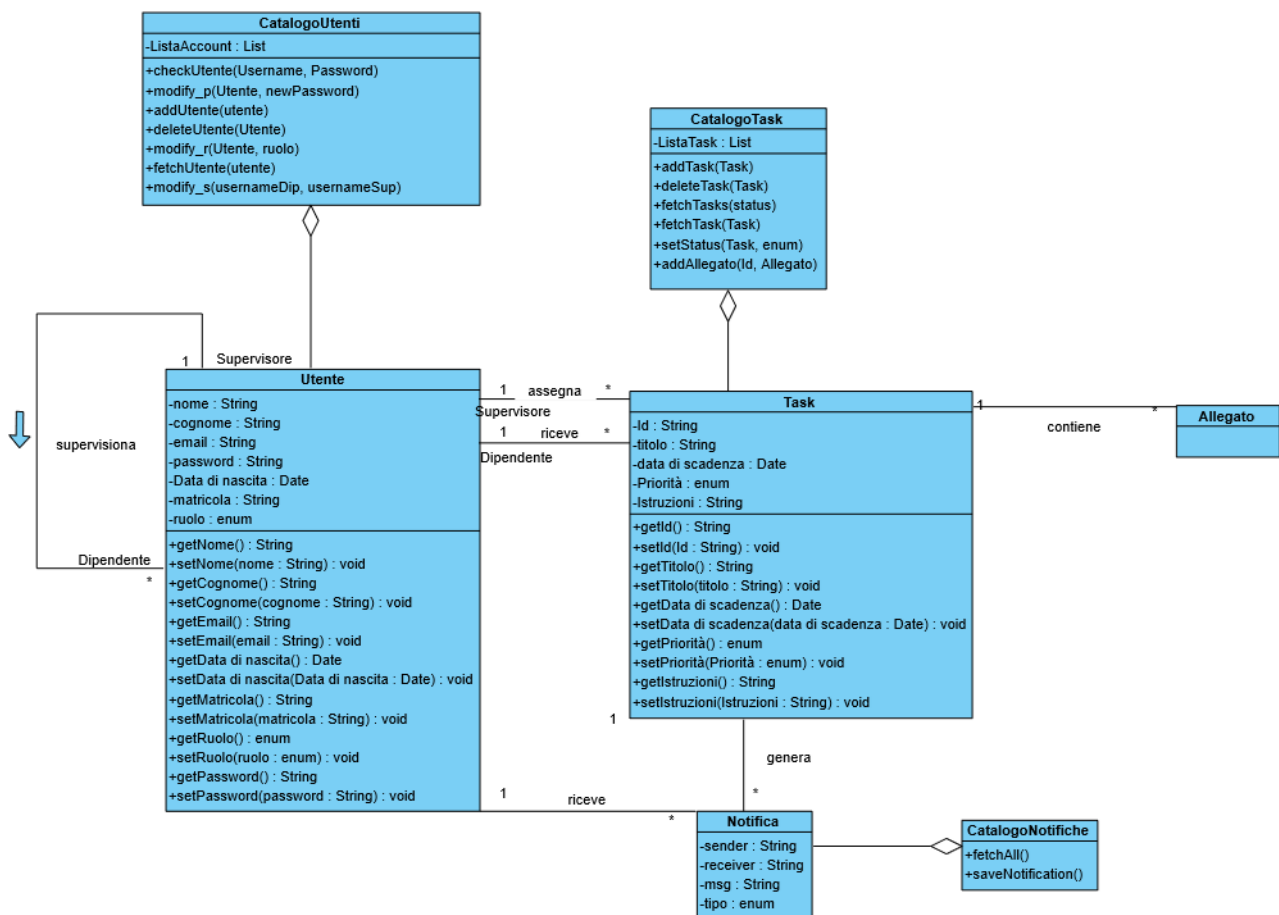 CatalogoUtenti
-ListaAccount : List
+checkUtente(Username, Password)
+modify_p(Utente, newPassword)
+addUtente(utente)
+deleteUtente(Utente)
+modify_r(Utente, ruolo)
+fetchUtente(utente)
+modify_s(usernameDip, usernameSup)
CatalogoTask
-ListaTask : List
+addTask(Task)
+deleteTask(Task)
+fetchTasks(status)
+fetchTask(Task)
+setStatus(Task, enum)
+addAllegato(Id, Allegato)
1
Supervisore
supervisiona
Dipendente
*
Utente
-nome : String
-cognome : String
-email : String
-password : String
-Data di nascita : Date
-matricola : String
-ruolo : enum
+getNome() : String
+setNome(nome : String) : void
+getCognome() : String
+setCognome(cognome : String) : void
+getEmail() : String
+setEmail(email : String) : void
+getData di nascita() : Date
+setData di nascita(Data di nascita : Date) : void
+getMatricola() : String
+setMatricola(matricola : String) : void
+getRuolo() : enum
+setRuolo(ruolo : enum) : void
+getPassword() : String
+setPassword(password : String) : void
1 assegna *
Supervisore
1 riceve *
Dipendente
Task
-Id : String
-titolo : String
-data di scadenza : Date
-Priorità : enum
-Istruzioni : String
+getId() : String
+setId(Id : String) : void
+getTitolo() : String
+setTitolo(titolo : String) : void
+getData di scadenza() : Date
+setData di scadenza(data di scadenza : Date) : void
+getPriorità() : enum
+setPriorità(Priorità : enum) : void
+getIstruzioni() : String
+setIstruzioni(Istruzioni : String) : void
1
*
contiene
Allegato
1
genera
*
1
riceve
*
Notifica
-sender : String
-receiver : String
-msg : String
-tipo : enum
CatalogoNotifiche
+fetchAll()
+saveNotification()